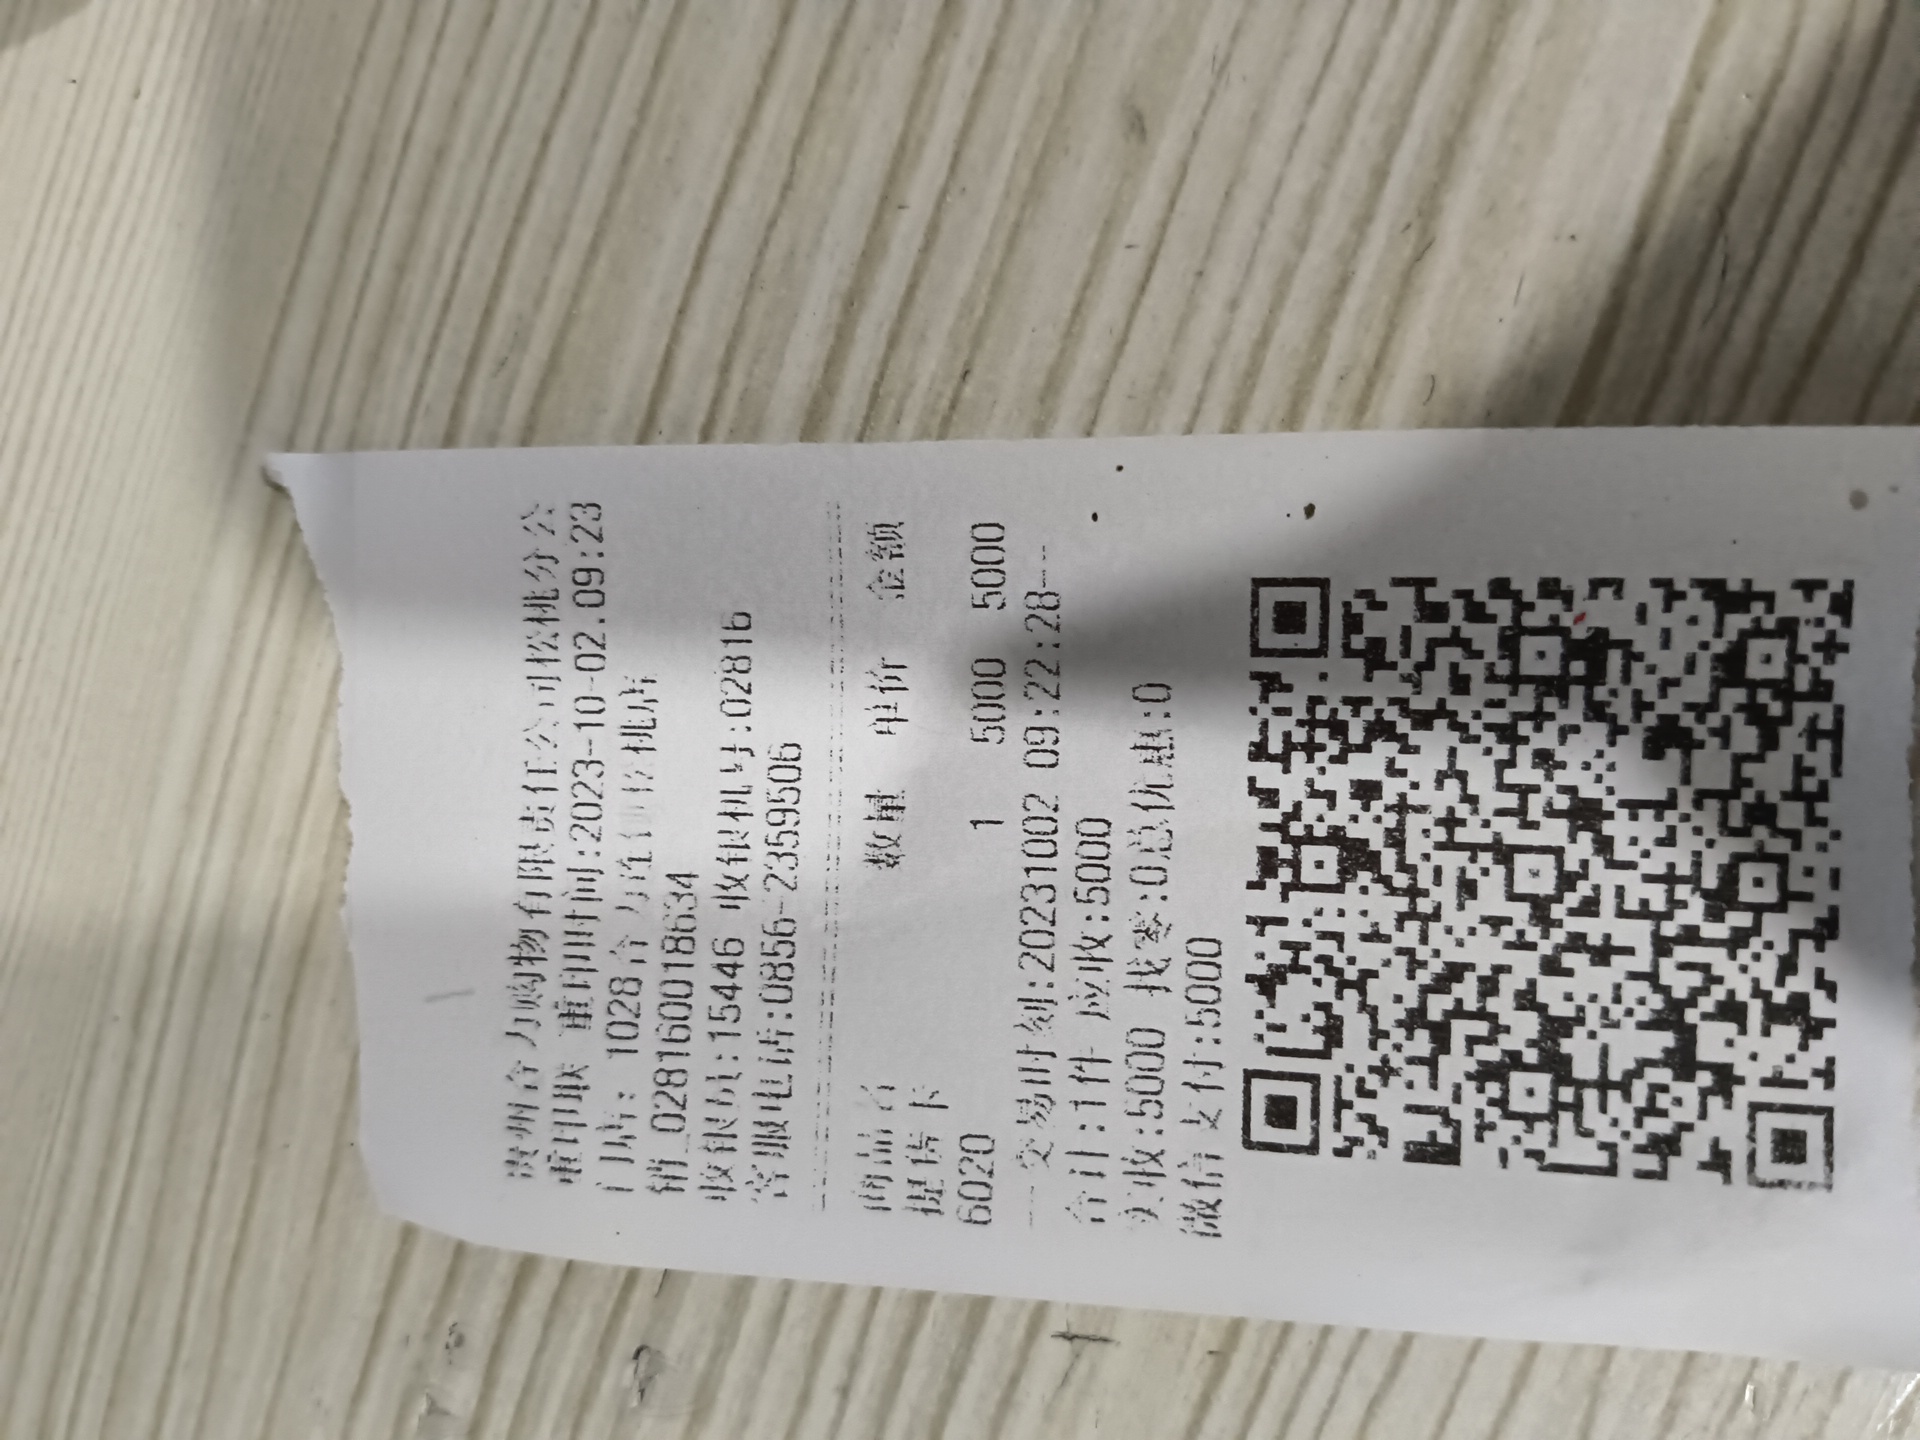 贵州合力购物有限责任公司松桃分公
重印联 重印时间:2023-10-02.09:23
门店: 1028合力 松桃店
销_028160018634
收银员:15446 收银机号:02816
客服电话:0856-2359506
商品名 数量 单价 金额
提货卡
6020 1 5000 5000
--交易时刻:20231002 09:22:28---
合计:1件 应收:5000
实收:5000 找零:0总优惠:0
微信支付:5000